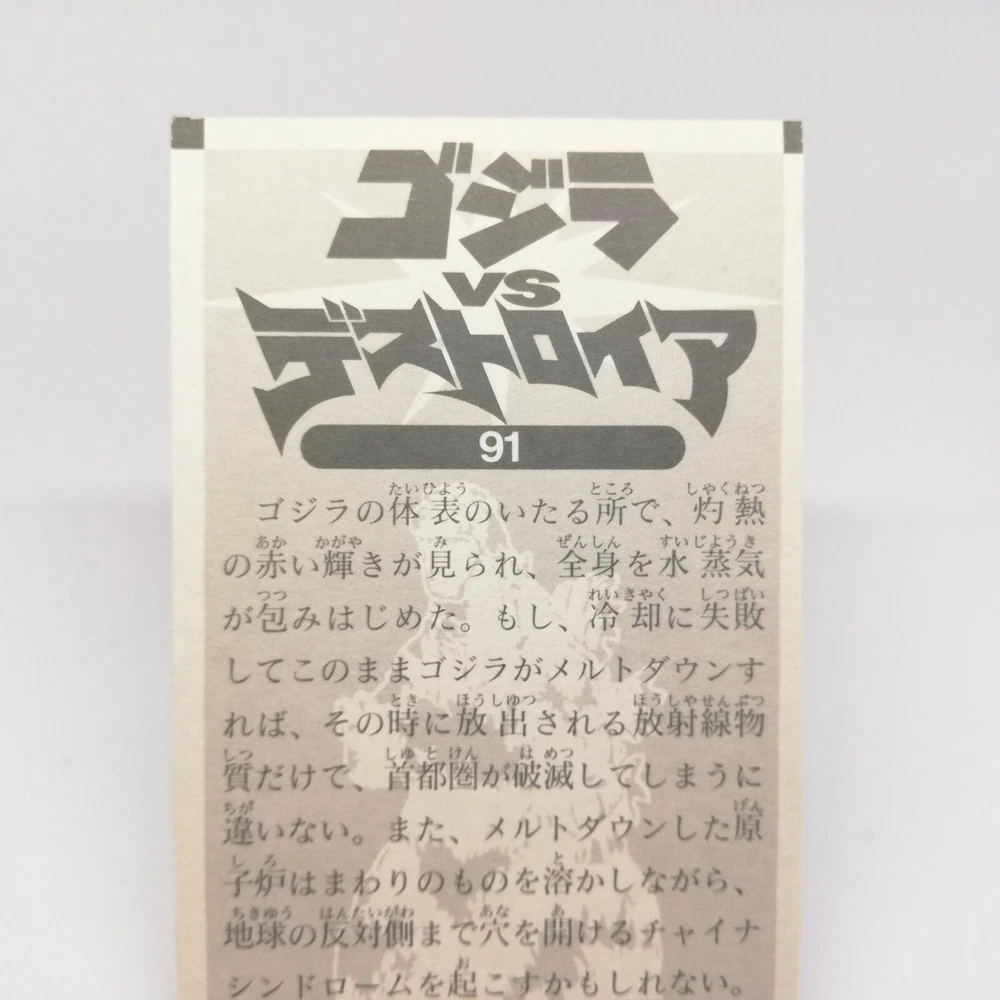 ゴジラ
VS
デストロイア
91
ゴジラの体表のいたる所で、灼熱
の赤い輝きが見られ、全身を水蒸気
が包みはじめた。もし、冷却に失敗
してこのままゴジラがメルトダウンす
れば、その時に放出される放射線物
質だけで、首都圏が破滅してしまうに
違いない。また、メルトダウンした原
子炉はまわりのものを溶かしながら、
地球の反対側まで穴を開けるチャイナ
シンドロームを起こすかもしれない。